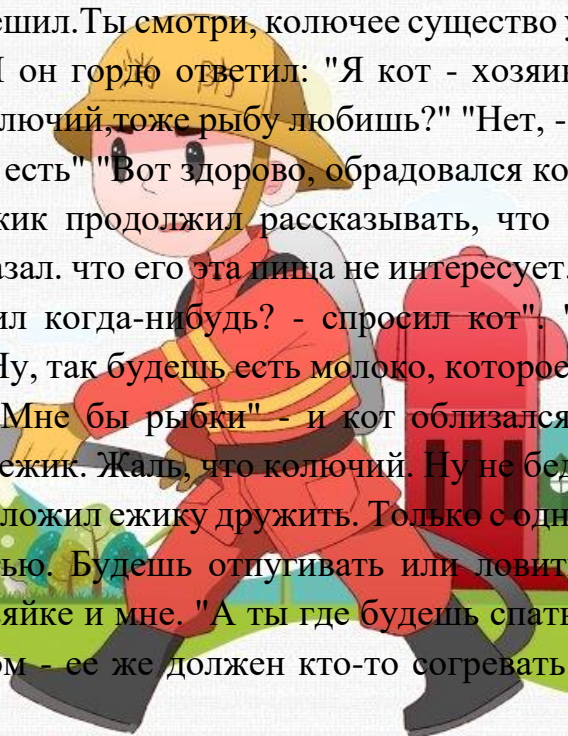 ешил.Ты смотри, колючее существо у
он гордо ответил: "Я кот - хозяин
лючий,тоже рыбу любишь?" "Нет, -
есть" "Вот здорово, обрадовался ко
кик продолжил рассказывать, что
азал. что его эта пища не интересует.
ил когда-нибудь? - спросил кот". "
Ну, так будешь есть молоко, которое
Мне бы рыбки" - и кот облизался
ежик. Жаль, что колючий. Ну не бед
ложил ежику дружить. Только с одн
ью. Будешь отпугивать или ловит
яйке и мне. "А ты где будешь спать
ом - ее же должен кто-то согревать